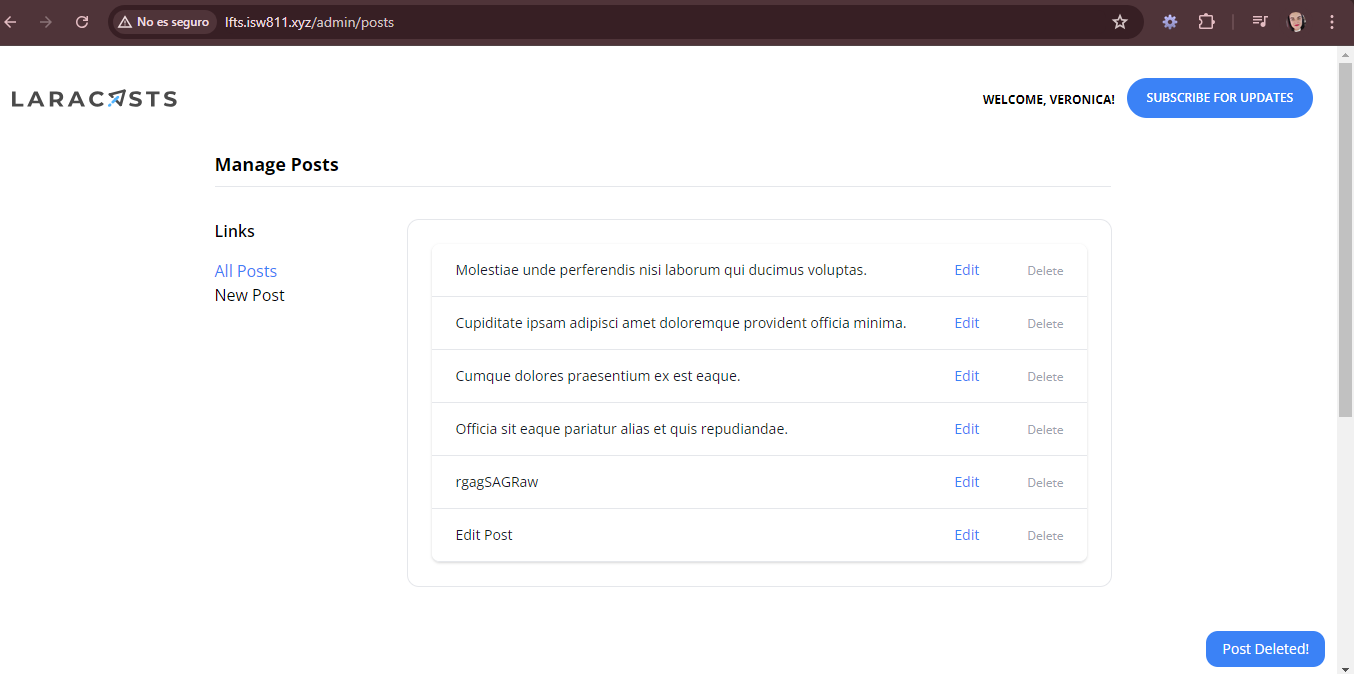 No es seguro lfts.isw811.xyz/admin/posts
LARACASTS
WELCOME, VERONICA! SUBSCRIBE FOR UPDATES
Manage Posts
Links
All Posts
New Post
Molestiae unde perferendis nisi laborum qui ducimus voluptas. Edit Delete
Cupiditate ipsam adipisci amet doloremque provident officia minima. Edit Delete
Cumque dolores praesentium ex est eaque. Edit Delete
Officia sit eaque pariatur alias et quis repudiandae. Edit Delete
rgagSAGRaw Edit Delete
Edit Post Edit Delete
Post Deleted!